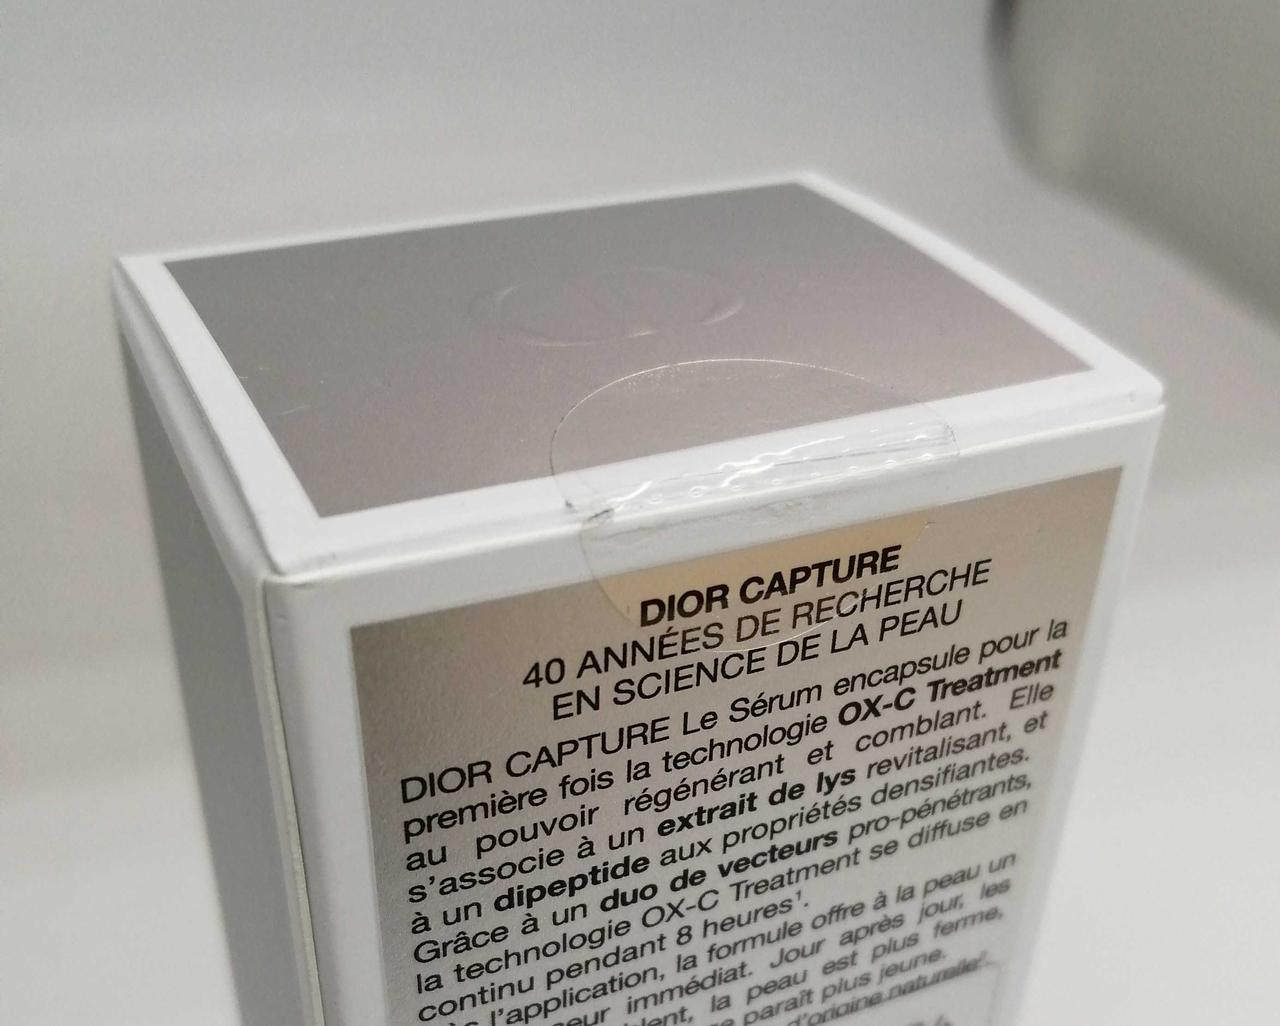 DIOR CAPTURE
40 ANNÉES DE RECHERCHE
EN SCIENCE DE LA PEAU
DIOR CAPTURE Le Sérum encapsule pour la
première fois la technologie OX-C Treatment
au pouvoir régénérant et comblant. Elle
s'associe à un extrait de lys revitalisant, et
à un dipeptide aux propriétés densifiantes.
Grâce à un duo de vecteurs pro-pénétrants,
la technologie OX-C Treatment se diffuse en
continu pendant 8 heures¹.
l'application, la formule offre à la peau un
immédiat. Jour après jour, les
la peau est plus ferme,
paraît plus jeune.
d'origine naturelle².